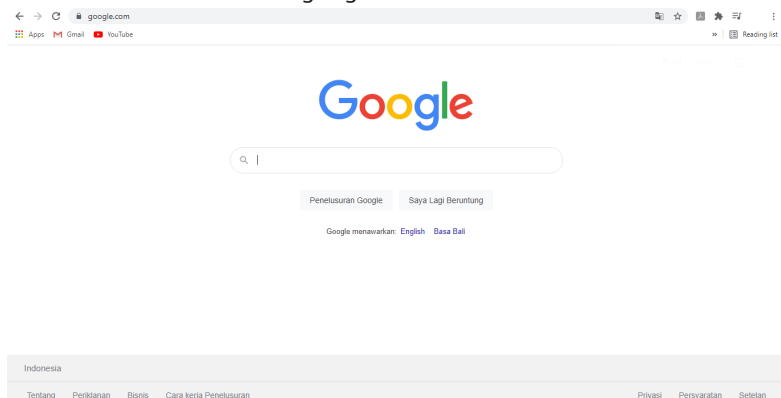 google.com
Apps Gmail YouTube » Reading list
Google
Penelusuran Google Saya Lagi Beruntung
Google menawarkan: English Basa Bali
Indonesia
Tentang Periklanan Bisnis Cara kerja Penelusuran Privasi Persyaratan Setelan